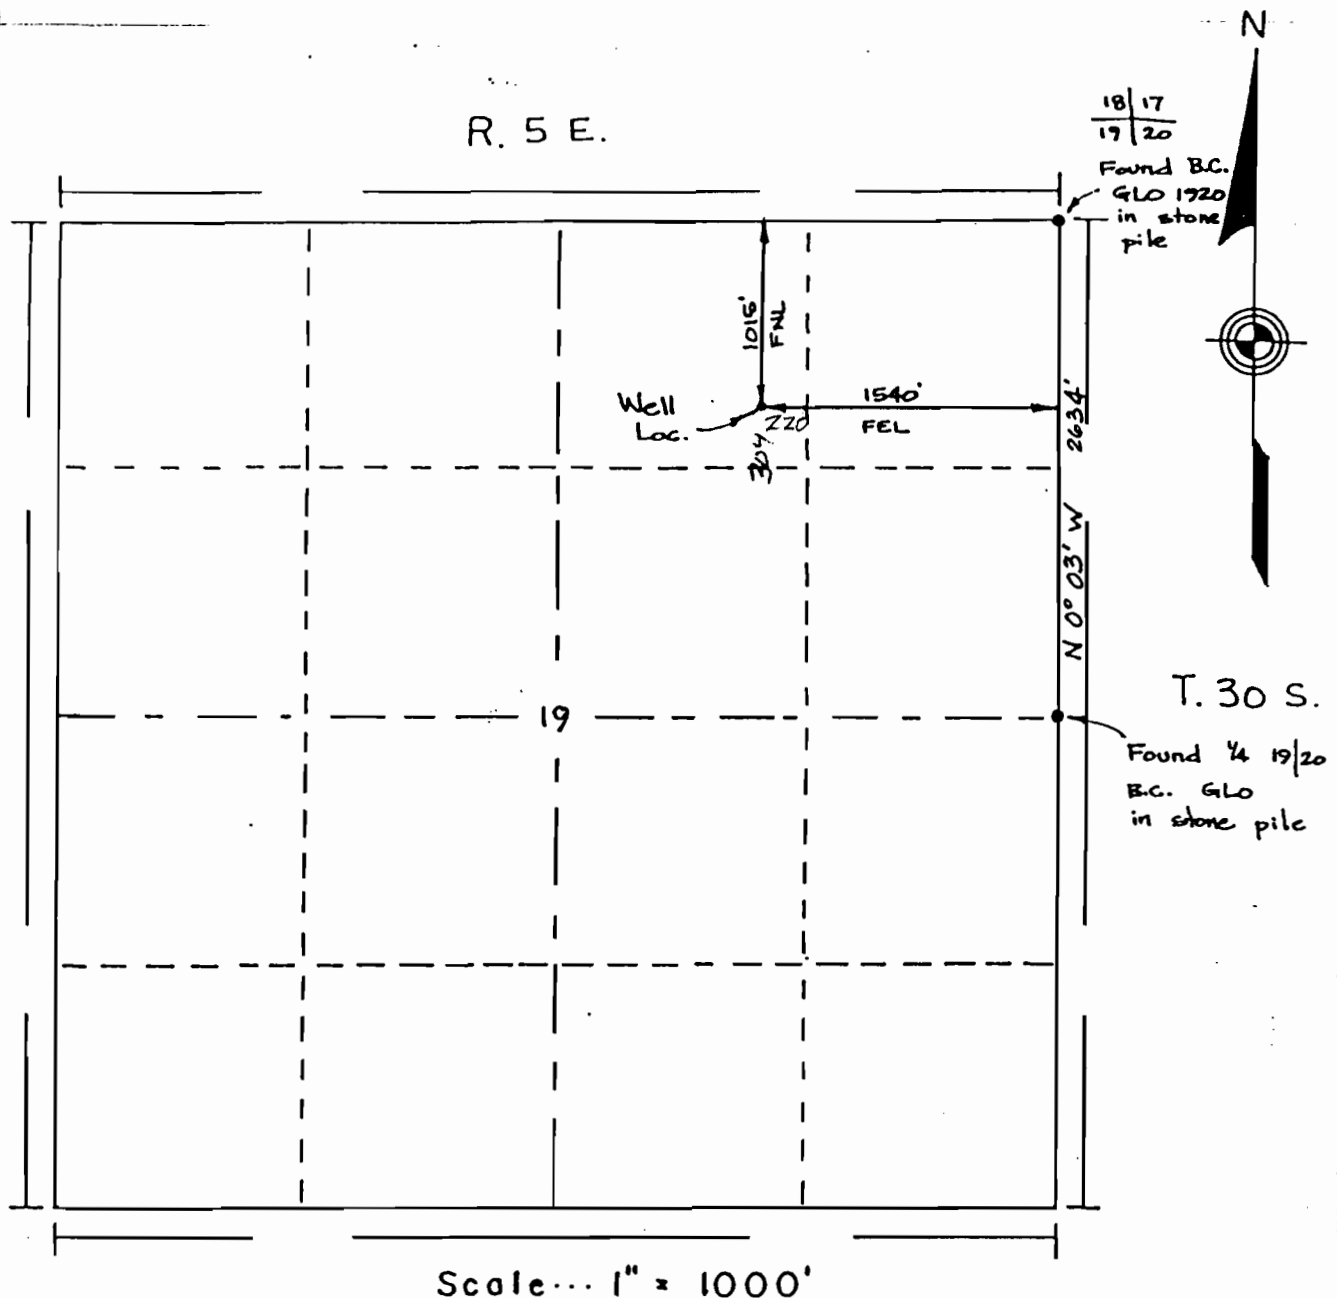 N
R. 5 E.
18 17
19 20
Found B.C.
GLO 1920
in stone
pile
1016'
FNL
Well
Loc.
1540'
FEL
220
304
2634'
N 0° 03' W
T. 30 S.
19
Found ¼ 19/20
B.C. GLO
in stone pile
Scale... 1" = 1000'